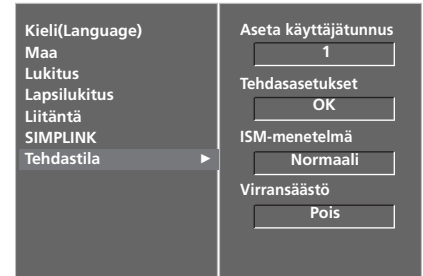 Kieli(Language)
Maa
Lukitus
Lapsilukitus
Liitäntä
SIMPLINK
Tehdastila ►
Aseta käyttäjätunnus
1
Tehdasasetukset
OK
ISM-menetelmä
Normaali
Virransäästö
Pois